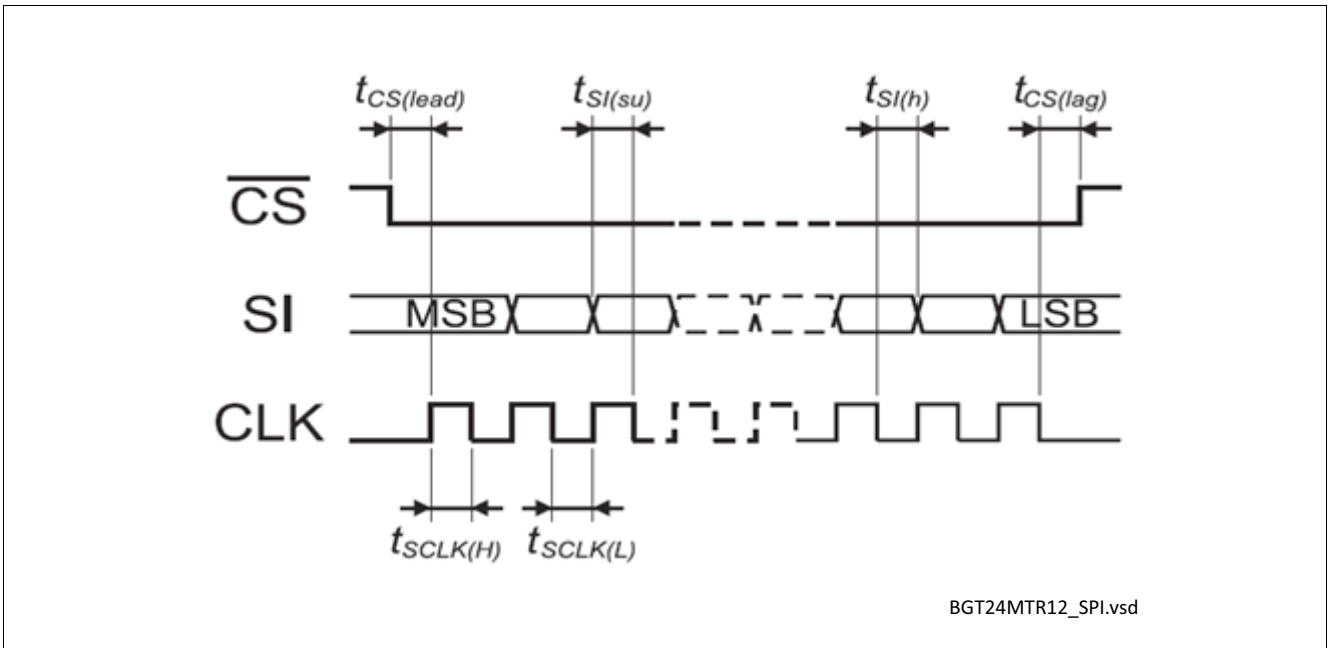 tCS(lead) tSI(su) tSI(h) tCS(lag)
CS
SI MSB LSB
CLK
tSCLK(H) tSCLK(L)
BGT24MTR12_SPI.vsd